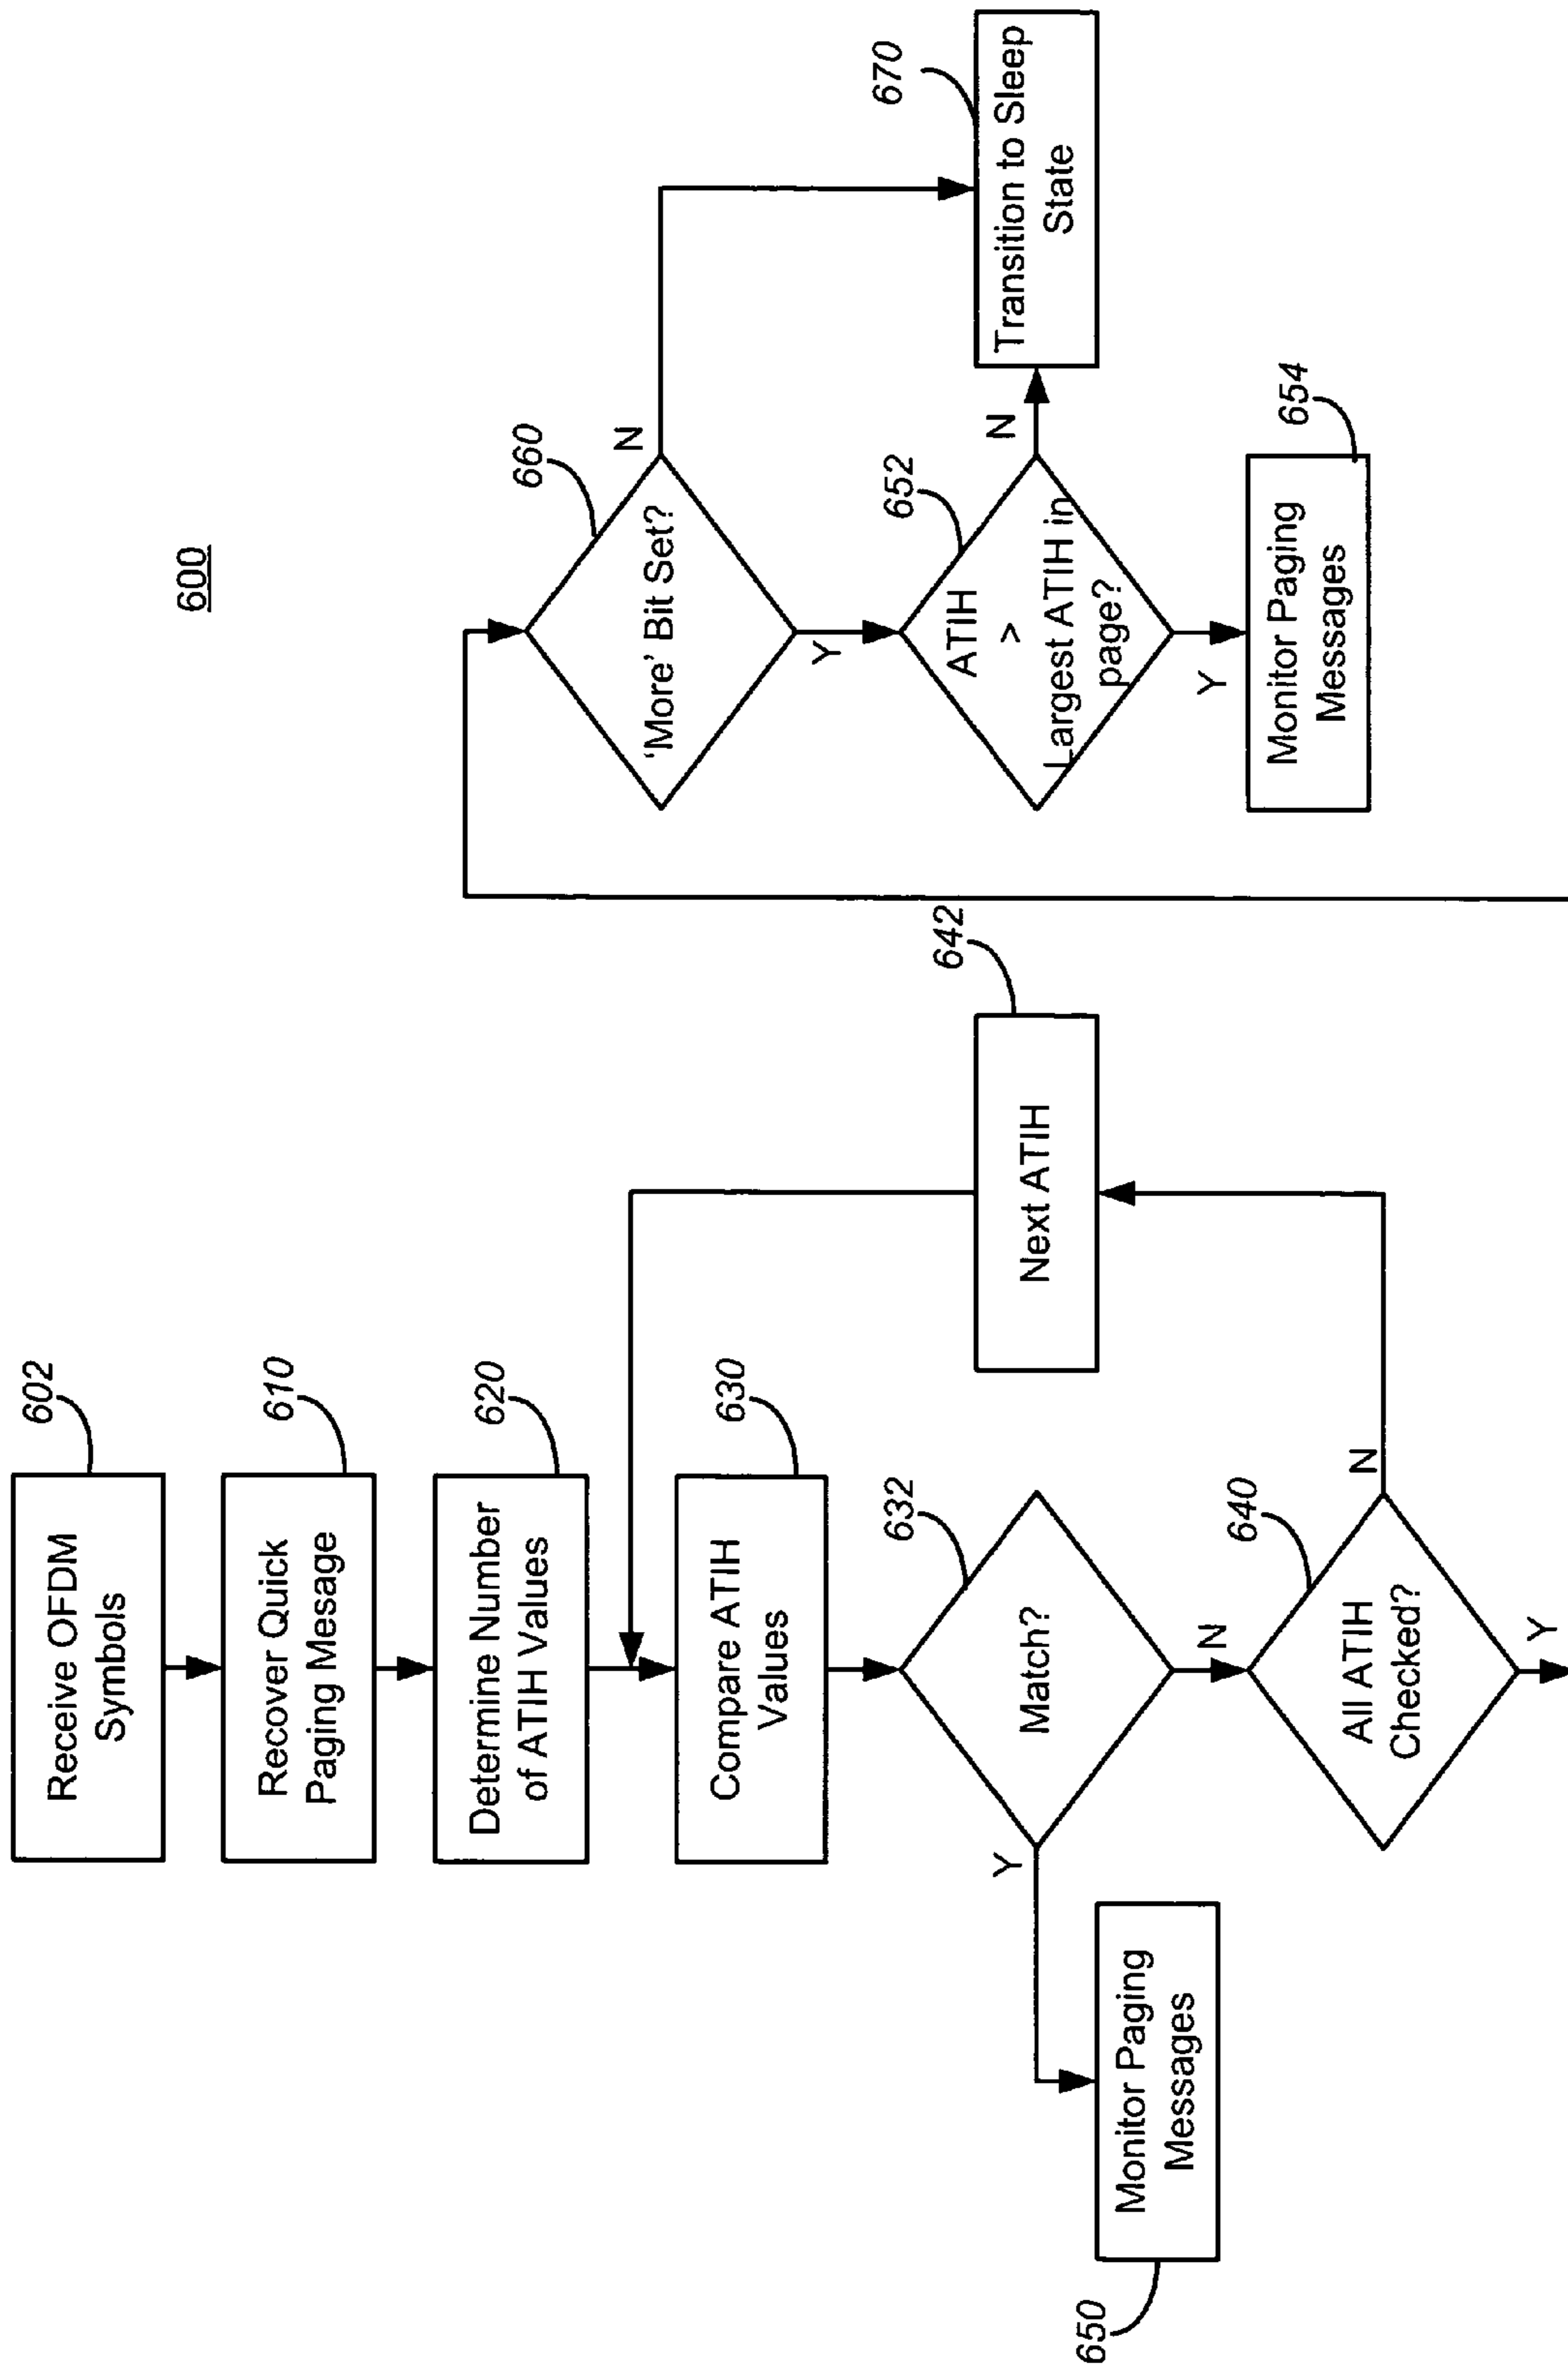 600
602
Receive OFDM
Symbols
610
Recover Quick
Paging Mesage
620
Determine Number
of ATIH Values
630
Compare ATIH
Values
632
Match?
Y
N
650
Monitor Paging
Messages
640
All ATIH
Checked?
N
Y
642
Next ATIH
660
'More' Bit Set?
N
Y
652
ATIH
>
Largest ATIH in
page?
N
Y
654
Monitor Paging
Messages
670
Transition to Sleep
State